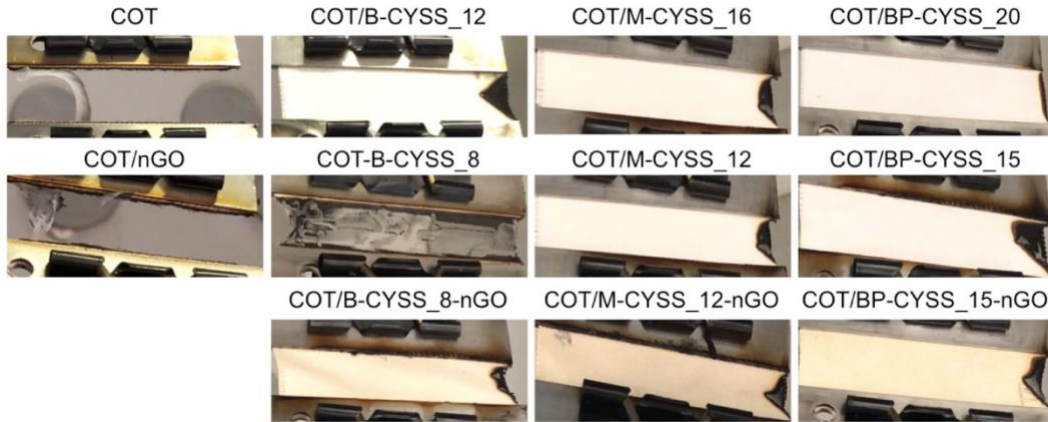 COT
COT/B-CYSS_12
COT/M-CYSS_16
COT/BP-CYSS_20
COT/nGO
COT-B-CYSS_8
COT/M-CYSS_12
COT/BP-CYSS_15
COT/B-CYSS_8-nGO
COT/M-CYSS_12-nGO
COT/BP-CYSS_15-nGO